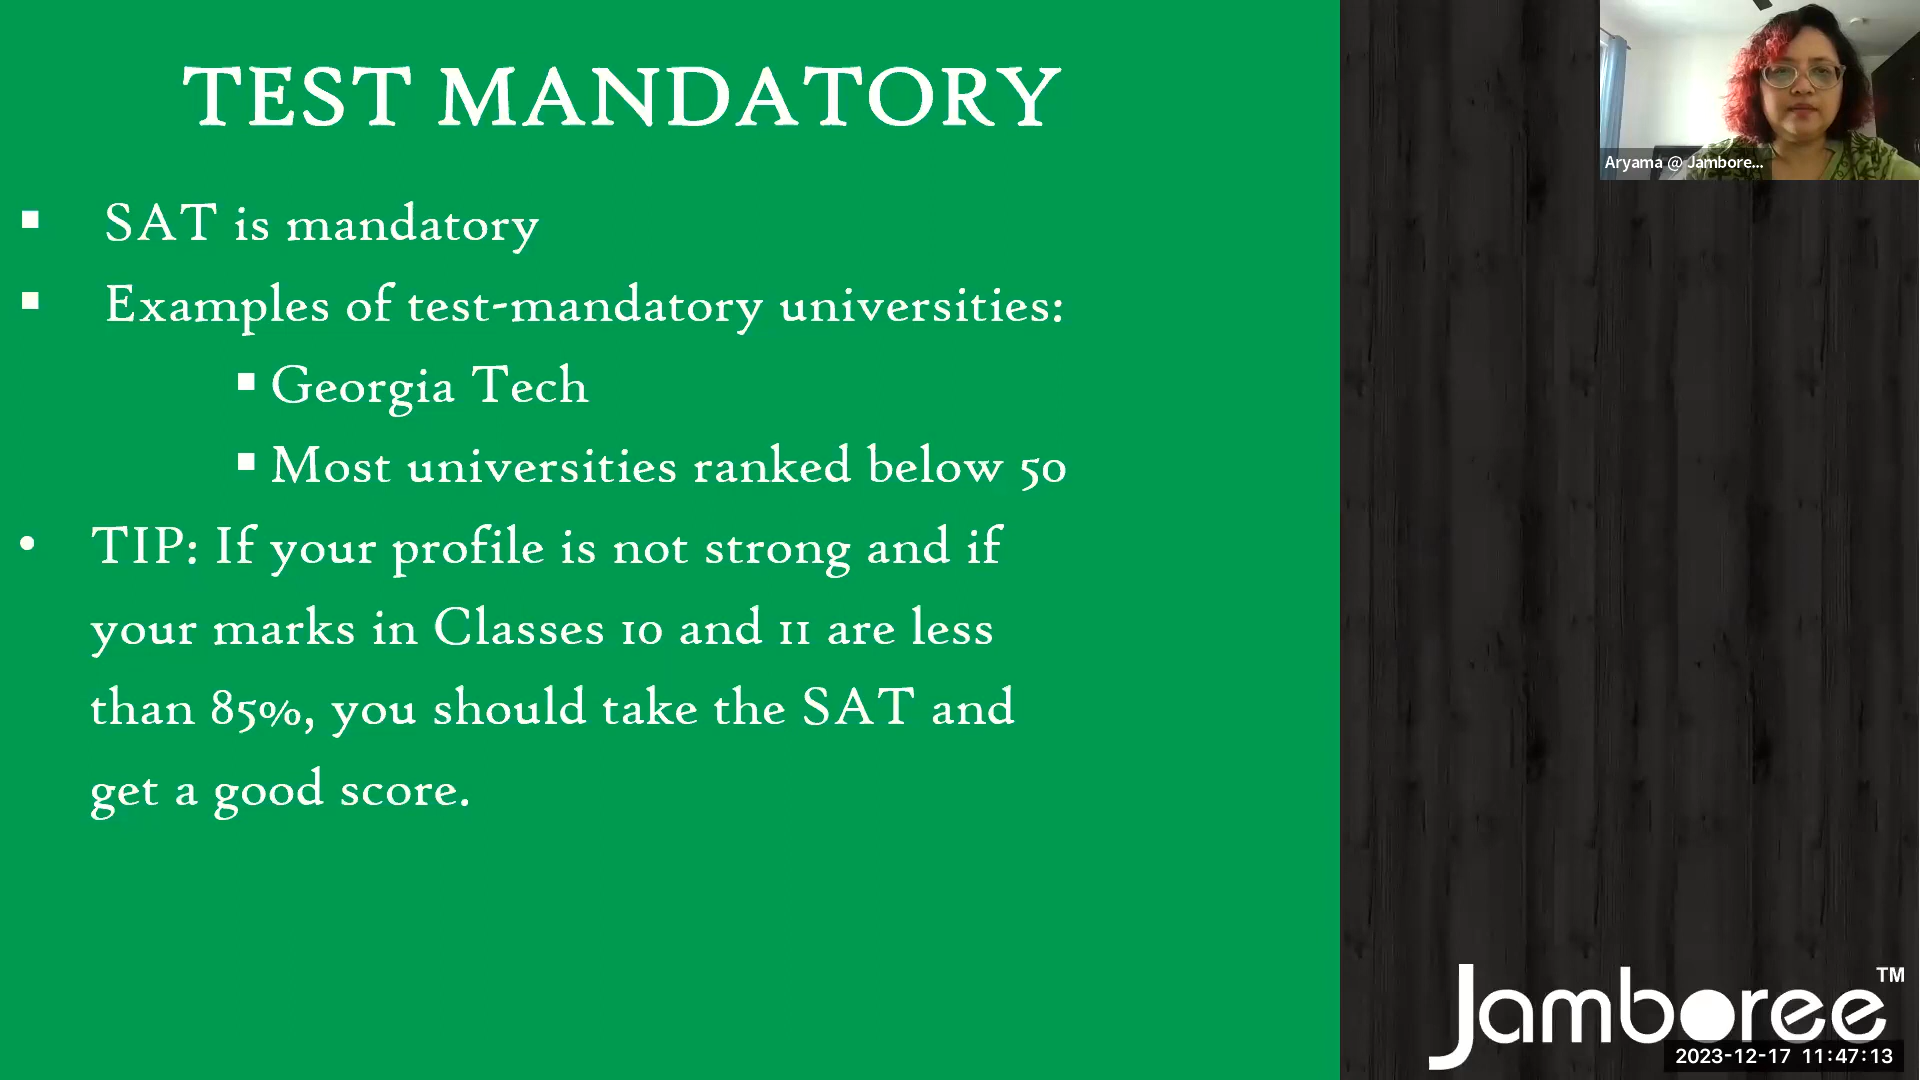 TEST MANDATORY
SAT is mandatory
Examples of test-mandatory universities:
Georgia Tech
Most universities ranked below 50
TIP: If your profile is not strong and if
your marks in Classes 10 and 11 are less
than 85%, you should take the SAT and
get a good score.
Aryama @ Jambore...
Jamboree™
2023-12-17 11:47:13